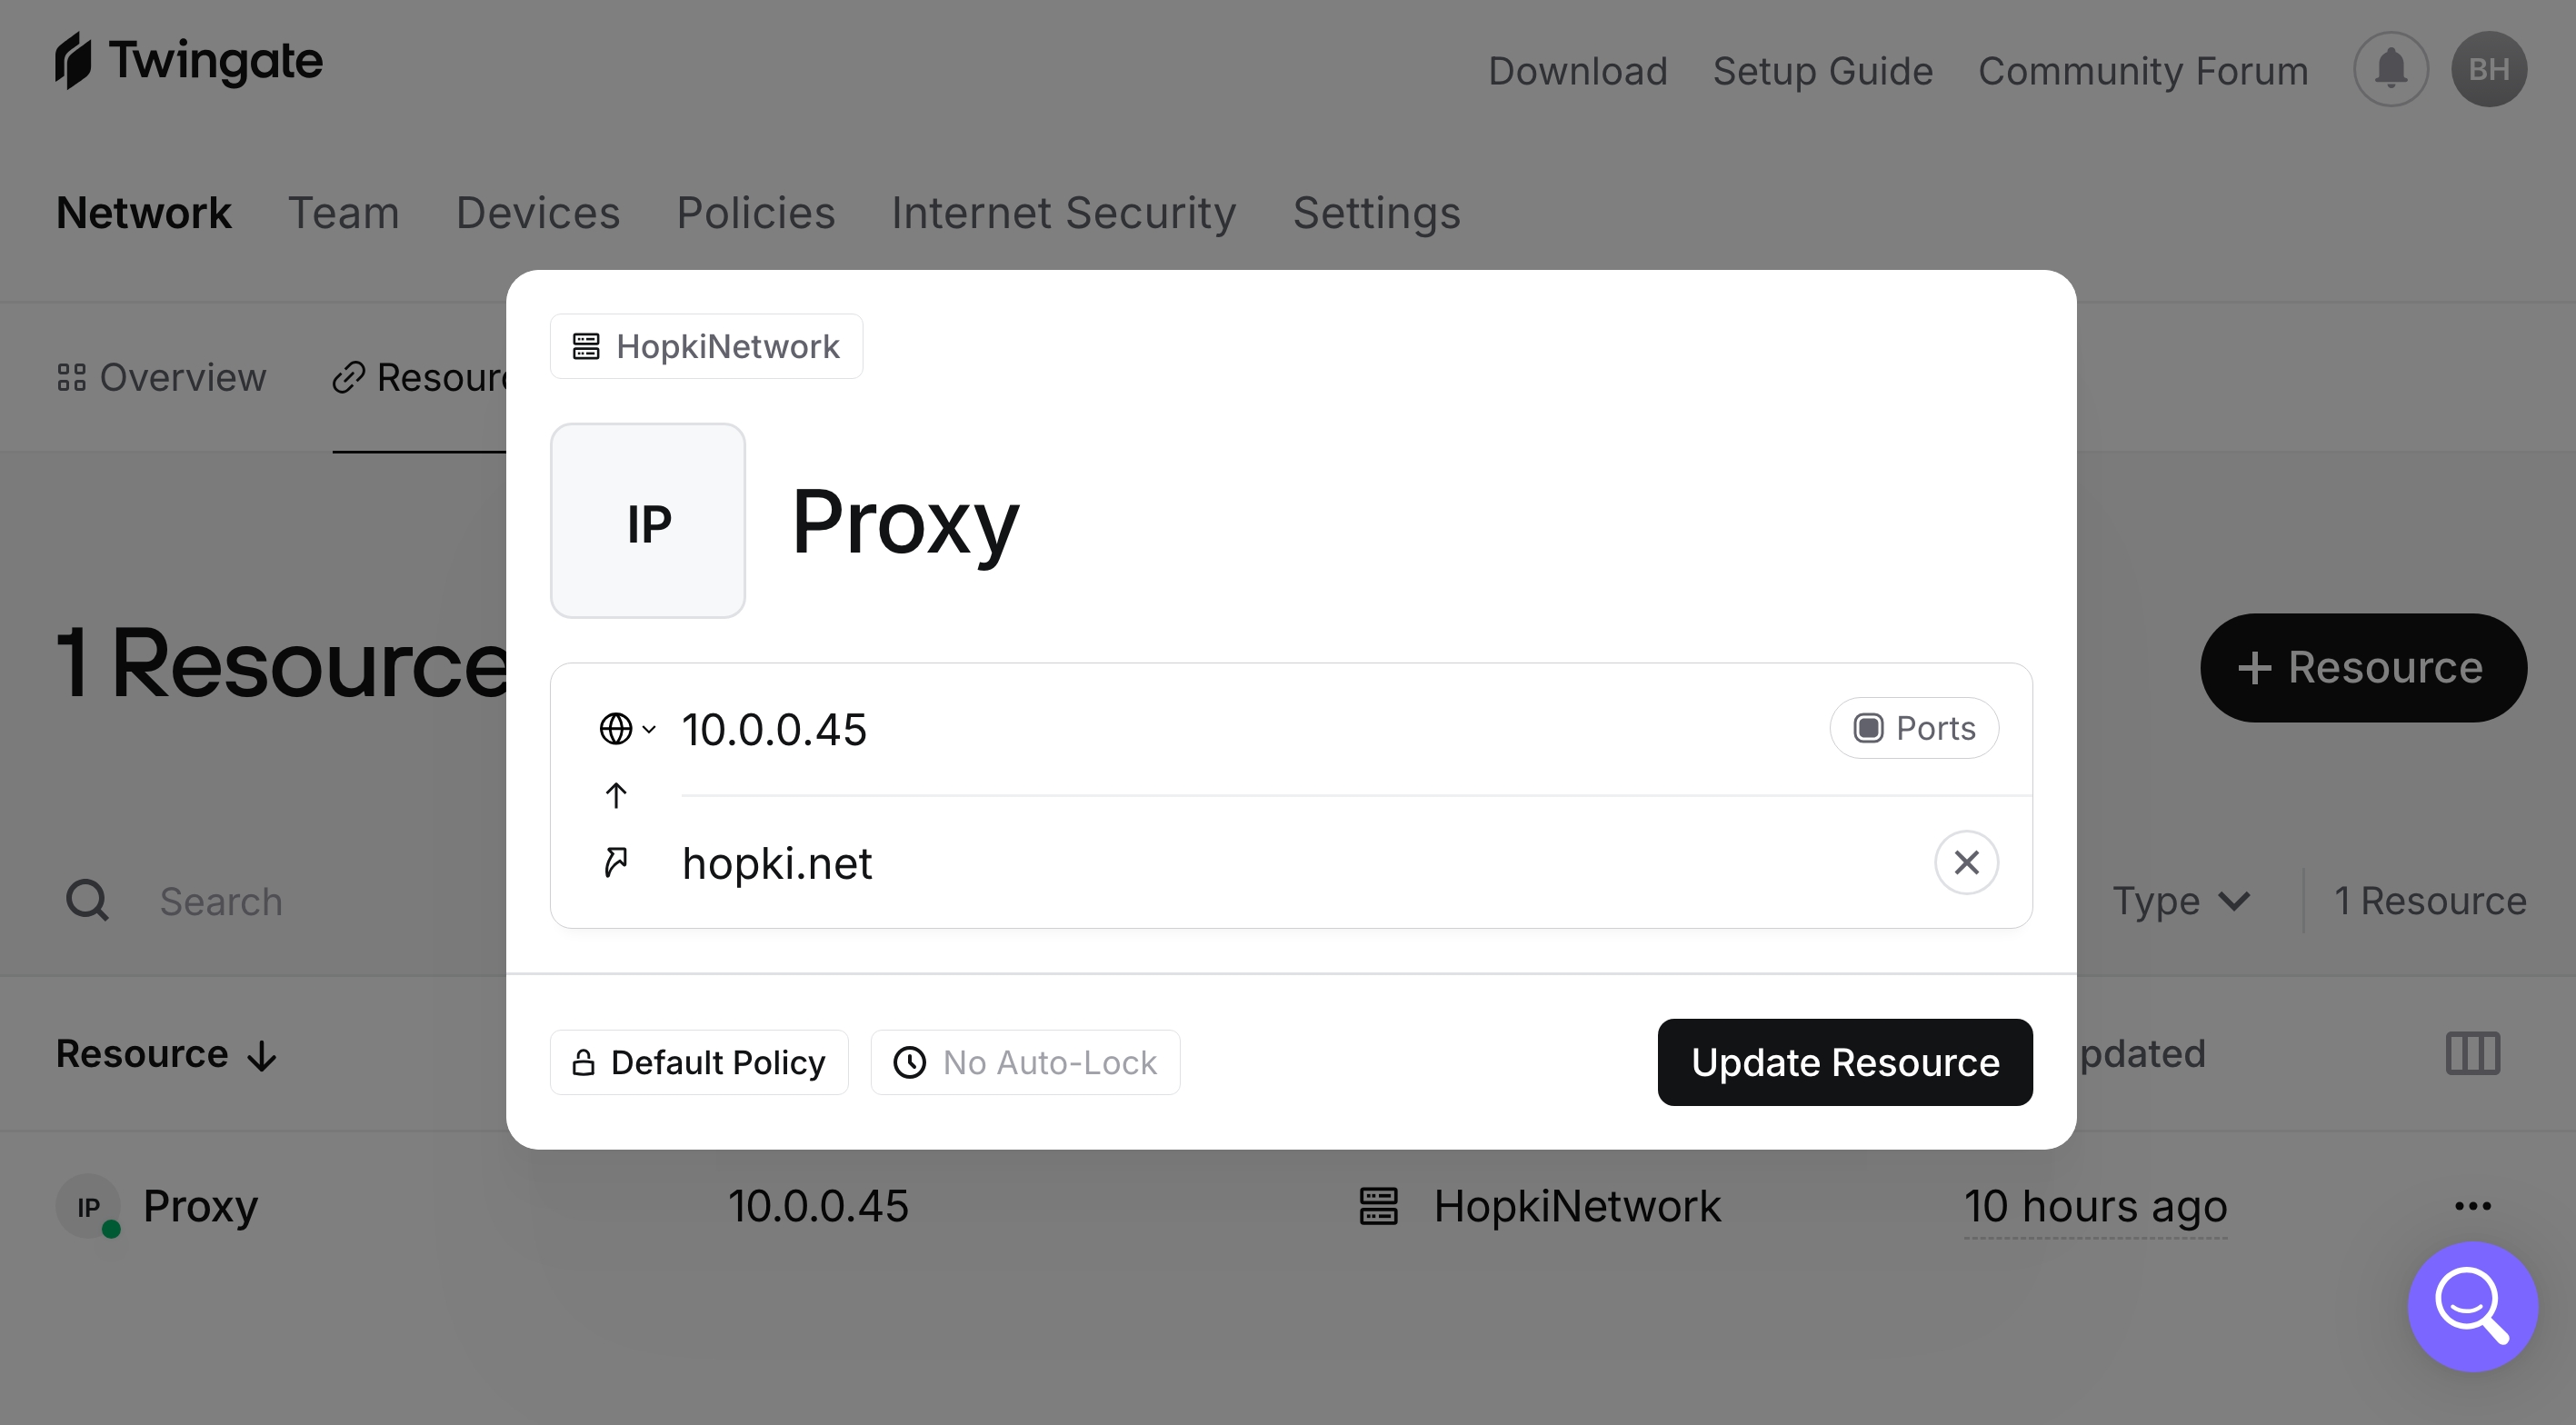 Twingate
Download Setup Guide Community Forum BH
Network Team Devices Policies Internet Security Settings
HopkiNetwork
Overview Resourc
IP Proxy
1 Resource
+ Resource
10.0.0.45 Ports
hopki.net
Search
Type 1 Resource
Default Policy No Auto-Lock Update Resource
Resource pdated
IP Proxy 10.0.0.45 HopkiNetwork 10 hours ago